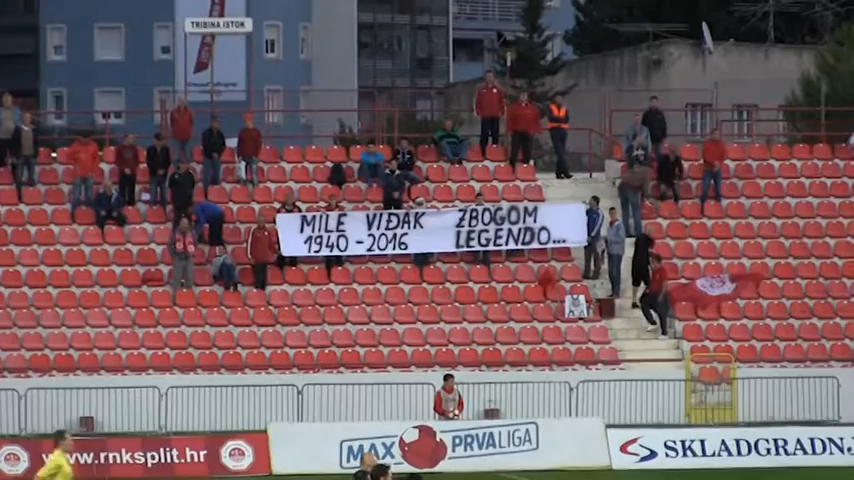 TRIBINA ISTOK
MILE VIĐAK ZBOGOM
1940 - 2016 LEGENDO...
www.rnksplit.hr
MAX PRVALIGA
SKLADGRADN